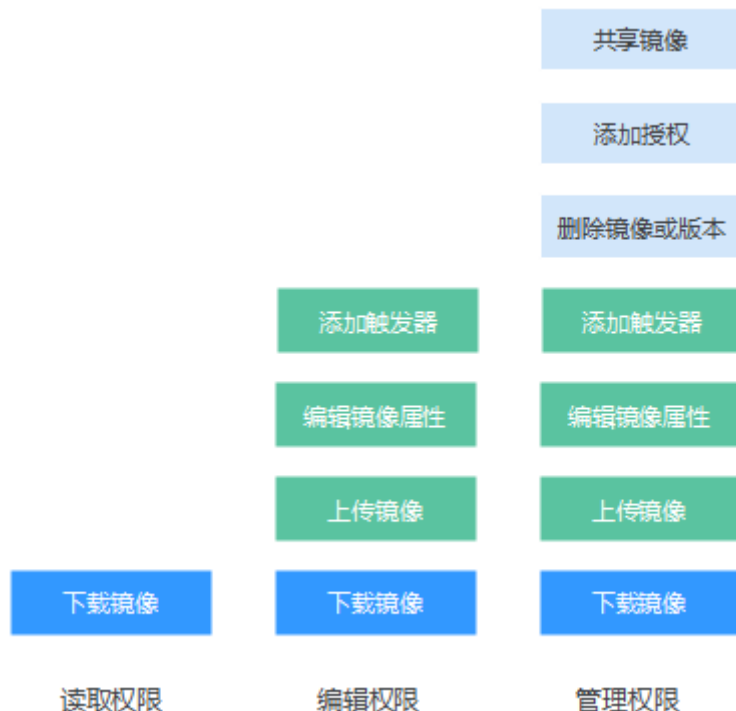 共享镜像
添加授权
删除镜像或版本
添加触发器 添加触发器
编辑镜像属性 编辑镜像属性
上传镜像 上传镜像
下载镜像 下载镜像 下载镜像
读取权限 编辑权限 管理权限